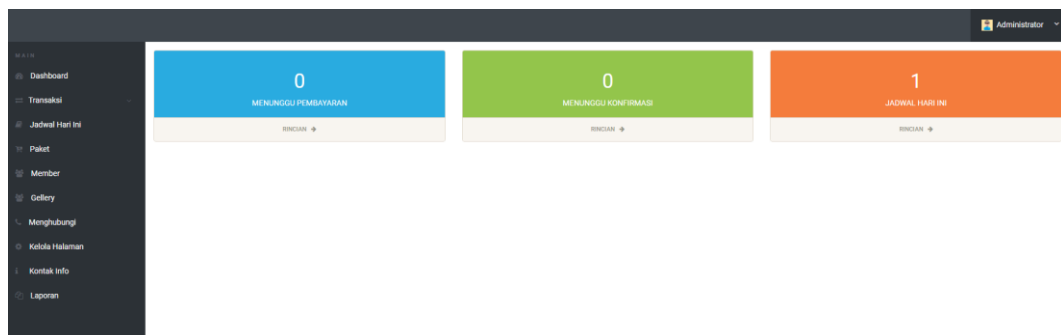 Administrator
MAIN
Dashboard
Transaksi
Jadwal Hari Ini
Paket
Member
Gellery
Menghubungi
Kelola Halaman
Kontak Info
Laporan
0
MENUNGGU PEMBAYARAN
RINCIAN
0
MENUNGGU KONFIRMASI
RINCIAN
1
JADWAL HARI INI
RINCIAN